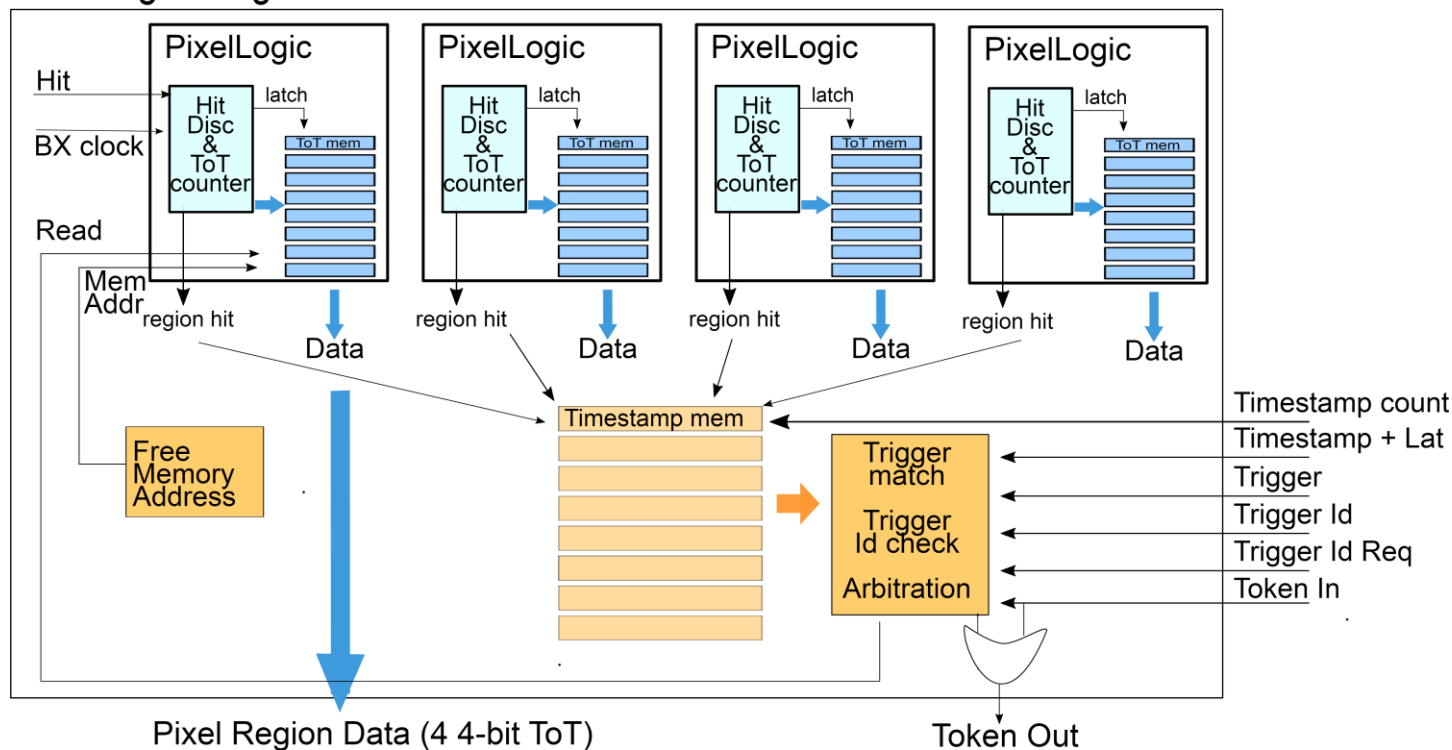 PixelLogic
PixelLogic
PixelLogic
PixelLogic
Hit
BX clock
Read
Mem
Addr
Hit
Disc
&
ToT
counter
latch
ToT mem
region hit
Data
Hit
Disc
&
ToT
counter
latch
ToT mem
region hit
Data
Hit
Disc
&
ToT
counter
latch
ToT mem
region hit
Data
Hit
Disc
&
ToT
counter
latch
ToT mem
region hit
Data
Free
Memory
Address
Timestamp mem
Trigger
match
Trigger
Id check
Arbitration
Timestamp count
Timestamp + Lat
Trigger
Trigger Id
Trigger Id Req
Token In
Pixel Region Data (4 4-bit ToT)
Token Out